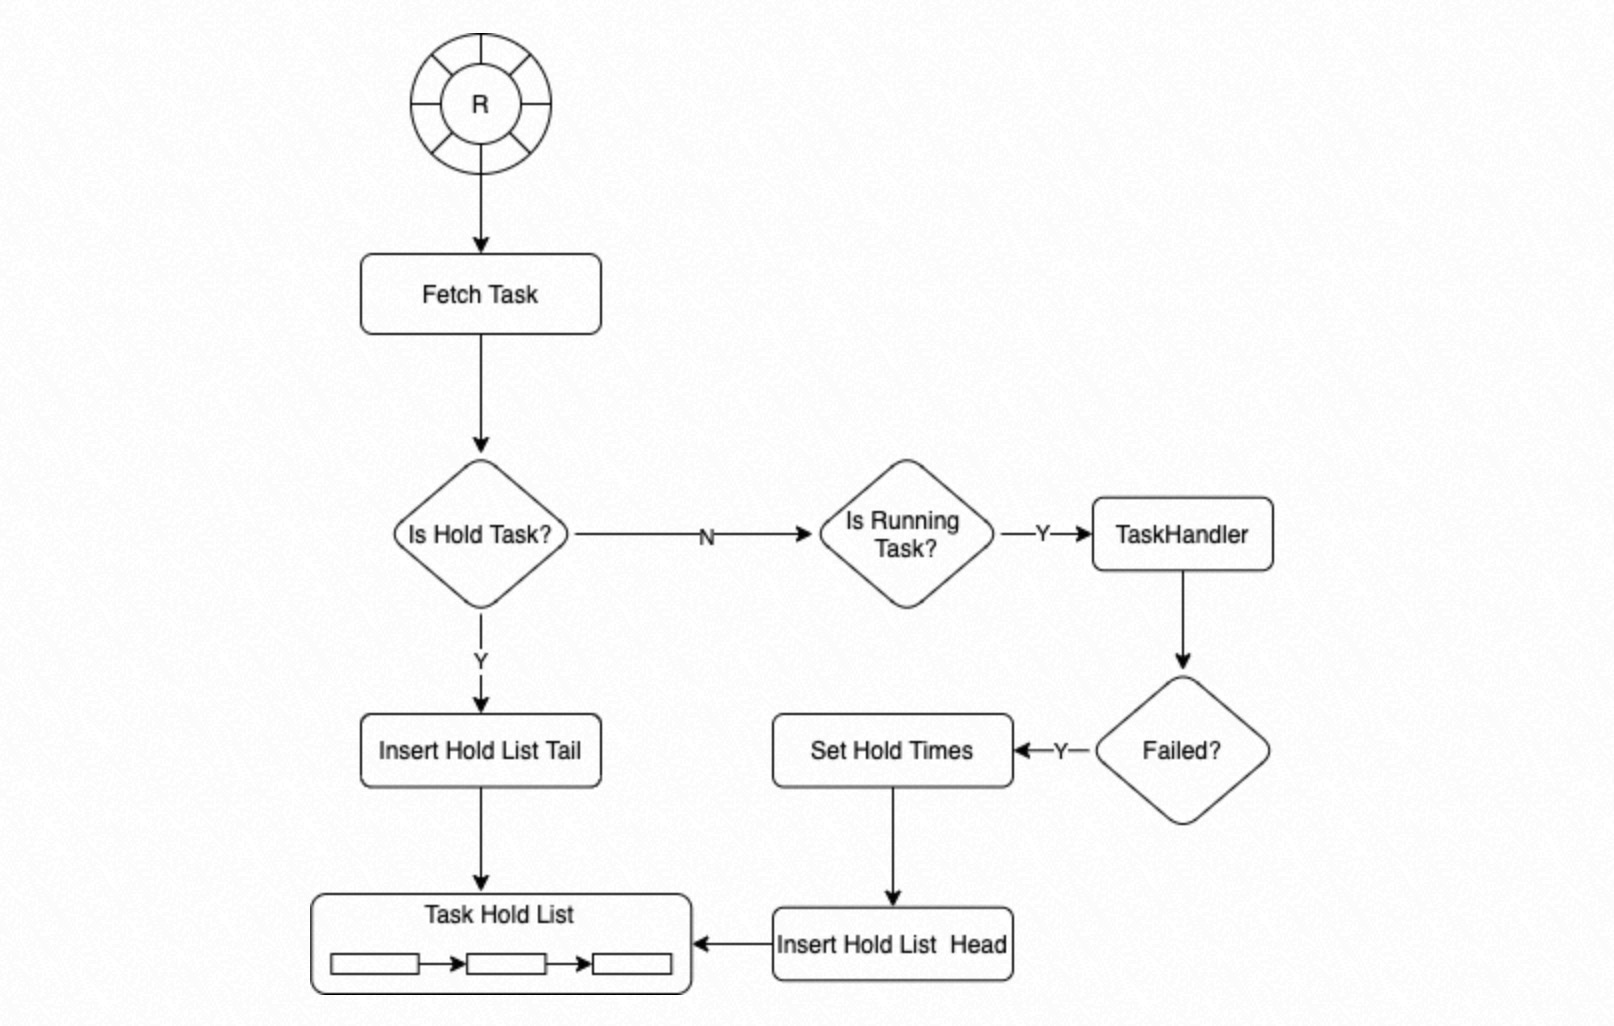 R
Fetch Task
Is Hold Task?
N
Is Running
Task?
Y
TaskHandler
Y
Insert Hold List Tail
Set Hold Times
Y
Failed?
Task Hold List
Insert Hold List  Head